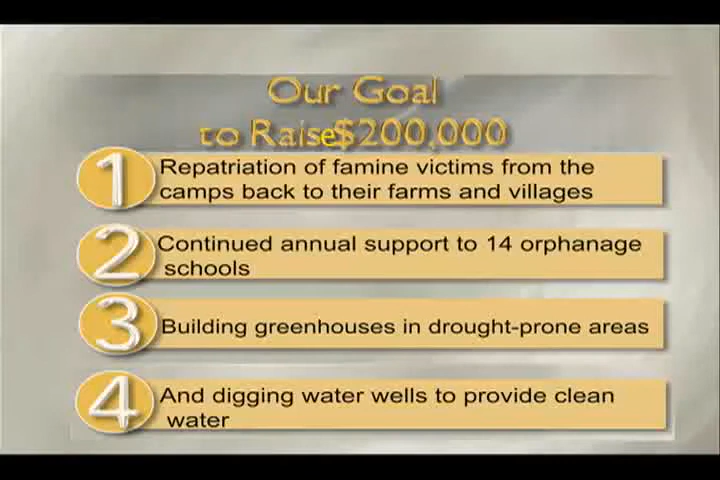 Our Goal
to Raise $200,000
1 Repatriation of famine victims from the
camps back to their farms and villages
2 Continued annual support to 14 orphanage
schools
3 Building greenhouses in drought-prone areas
4 And digging water wells to provide clean
water